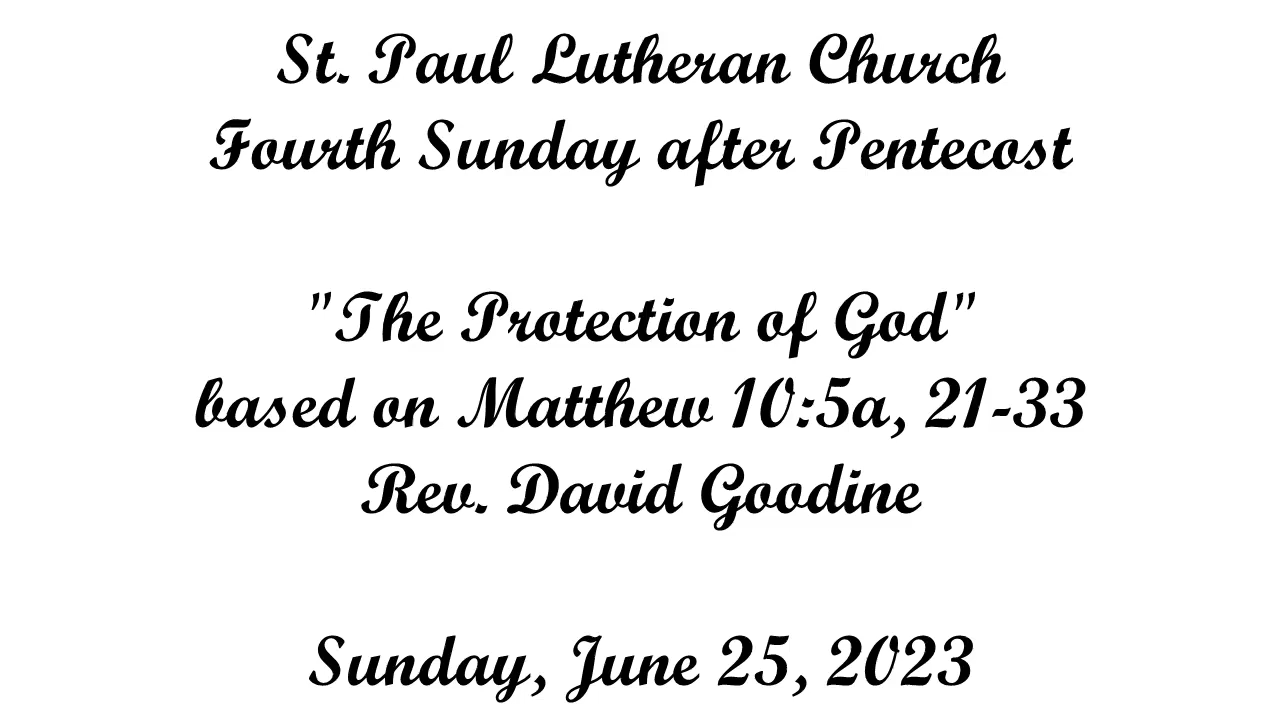 St. Paul Lutheran Church
Fourth Sunday after Pentecost
"The Protection of God"
based on Matthew 10:5a, 21-33
Rev. David Goodine
Sunday, June 25, 2023